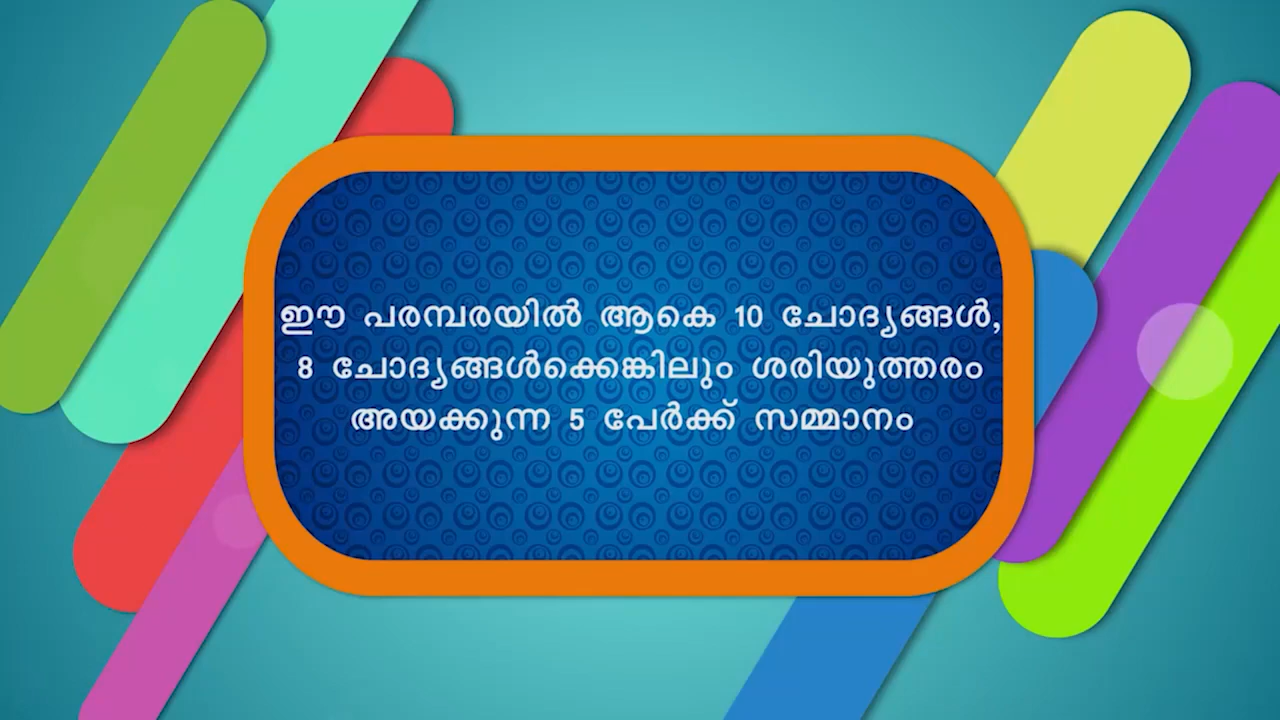 ഈ പരമ്പരയിൽ ആകെ 10 ചോദ്യങ്ങൾ,
8 ചോദ്യങ്ങൾക്കെങ്കിലും ശരിയുത്തരം
അയക്കുന്ന 5 പേർക്ക് സമ്മാനം